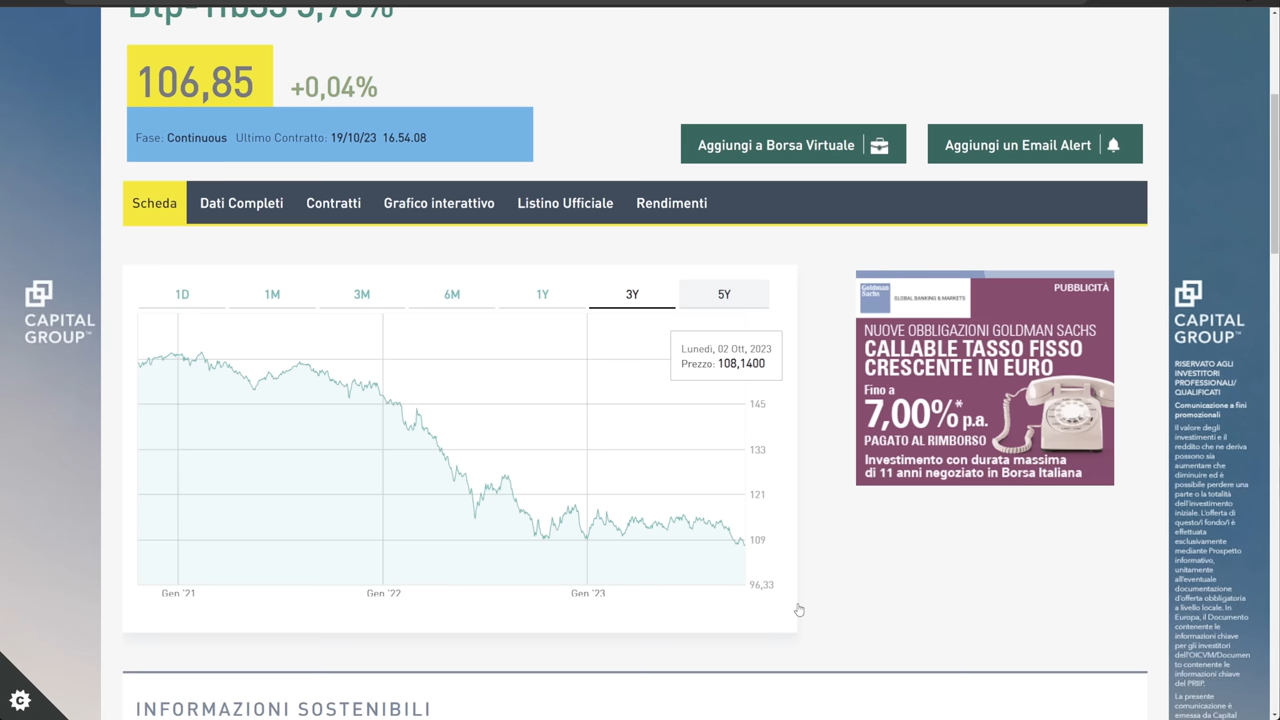 Btp-1fb33 5,75%
106,85 +0,04%
Fase: Continuous Ultimo Contratto: 19/10/23 16.54.08
Aggiungi a Borsa Virtuale
Aggiungi un Email Alert
Scheda Dati Completi Contratti Grafico interattivo Listino Ufficiale Rendimenti
1D 1M 3M 6M 1Y 3Y 5Y
Lunedì, 02 Ott, 2023
Prezzo: 108,1400
145
133
121
109
96,33
Gen '21 Gen '22 Gen '23
INFORMAZIONI SOSTENIBILI
Goldman
Sachs
GLOBAL BANKING & MARKETS
PUBBLICITÀ
NUOVE OBBLIGAZIONI GOLDMAN SACHS
CALLABLE TASSO FISSO
CRESCENTE IN EURO
Fino a
7,00%* p.a.
PAGATO AL RIMBORSO
Investimento con durata massima
di 11 anni negoziato in Borsa Italiana
CAPITAL
GROUP™
CAPITAL
GROUP™
RISERVATO AGLI
INVESTITORI
PROFESSIONALI/
QUALIFICATI
Comunicazione a fini
promozionali
Il valore degli
investimenti e il
reddito che ne deriva
possono sia
aumentare che
diminuire ed è
possibile perdere una
parte o la totalità
dell'investimento
iniziale. L'offerta di
questo/i fondo/i è
effettuata
esclusivamente
mediante Prospetto
informativo,
unitamente
all'eventuale
documentazione
d'offerta obbligatoria
a livello locale. In
Europa, il Documento
contenente le
informazioni chiave
per gli investitori
dell'OICVM/Documen
to contenente le
informazioni chiave
del PRIIP.
La presente
comunicazione è
emessa da Capital